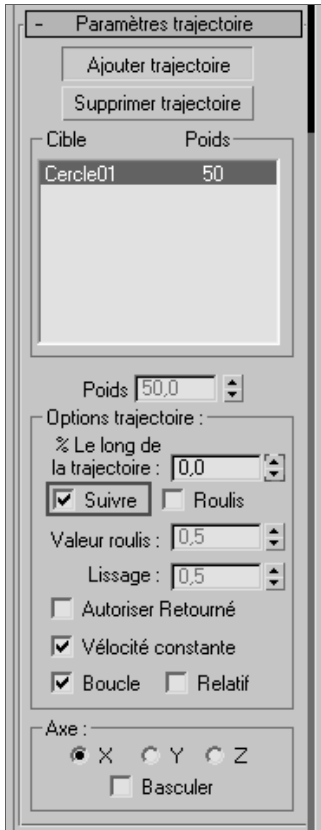 - Paramètres trajectoire
Ajouter trajectoire
Supprimer trajectoire
Cible Poids
Cercle01 50
Poids 50,0
Options trajectoire :
% Le long de
la trajectoire : 0,0
Suivre Roulis
Valeur roulis : 0,5
Lissage : 0,5
Autoriser Retourné
Vélocité constante
Boucle Relatif
Axe :
X Y Z
Basculer